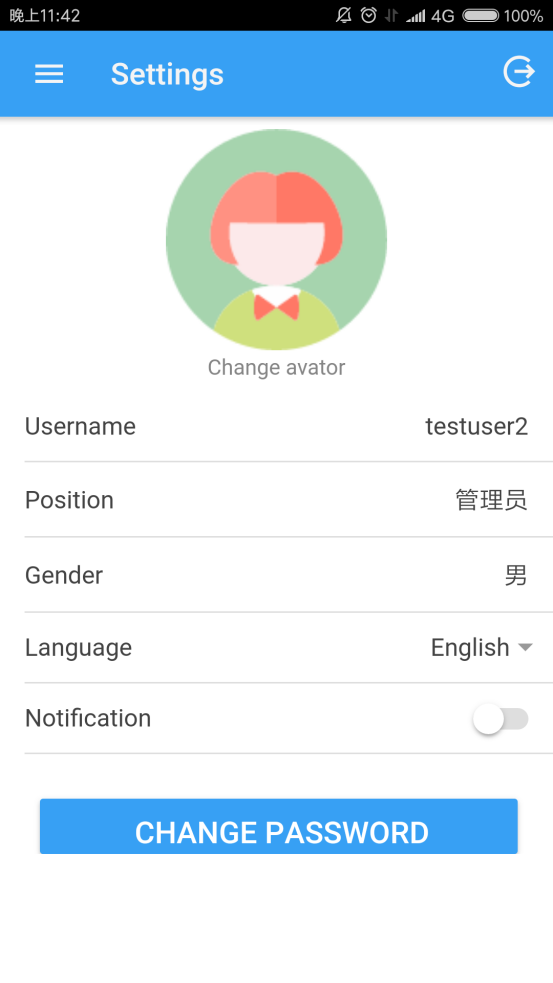 晚上11:42 4G 100%
Settings
Change avator
Username testuser2
Position 管理员
Gender 男
Language English
Notification
CHANGE PASSWORD